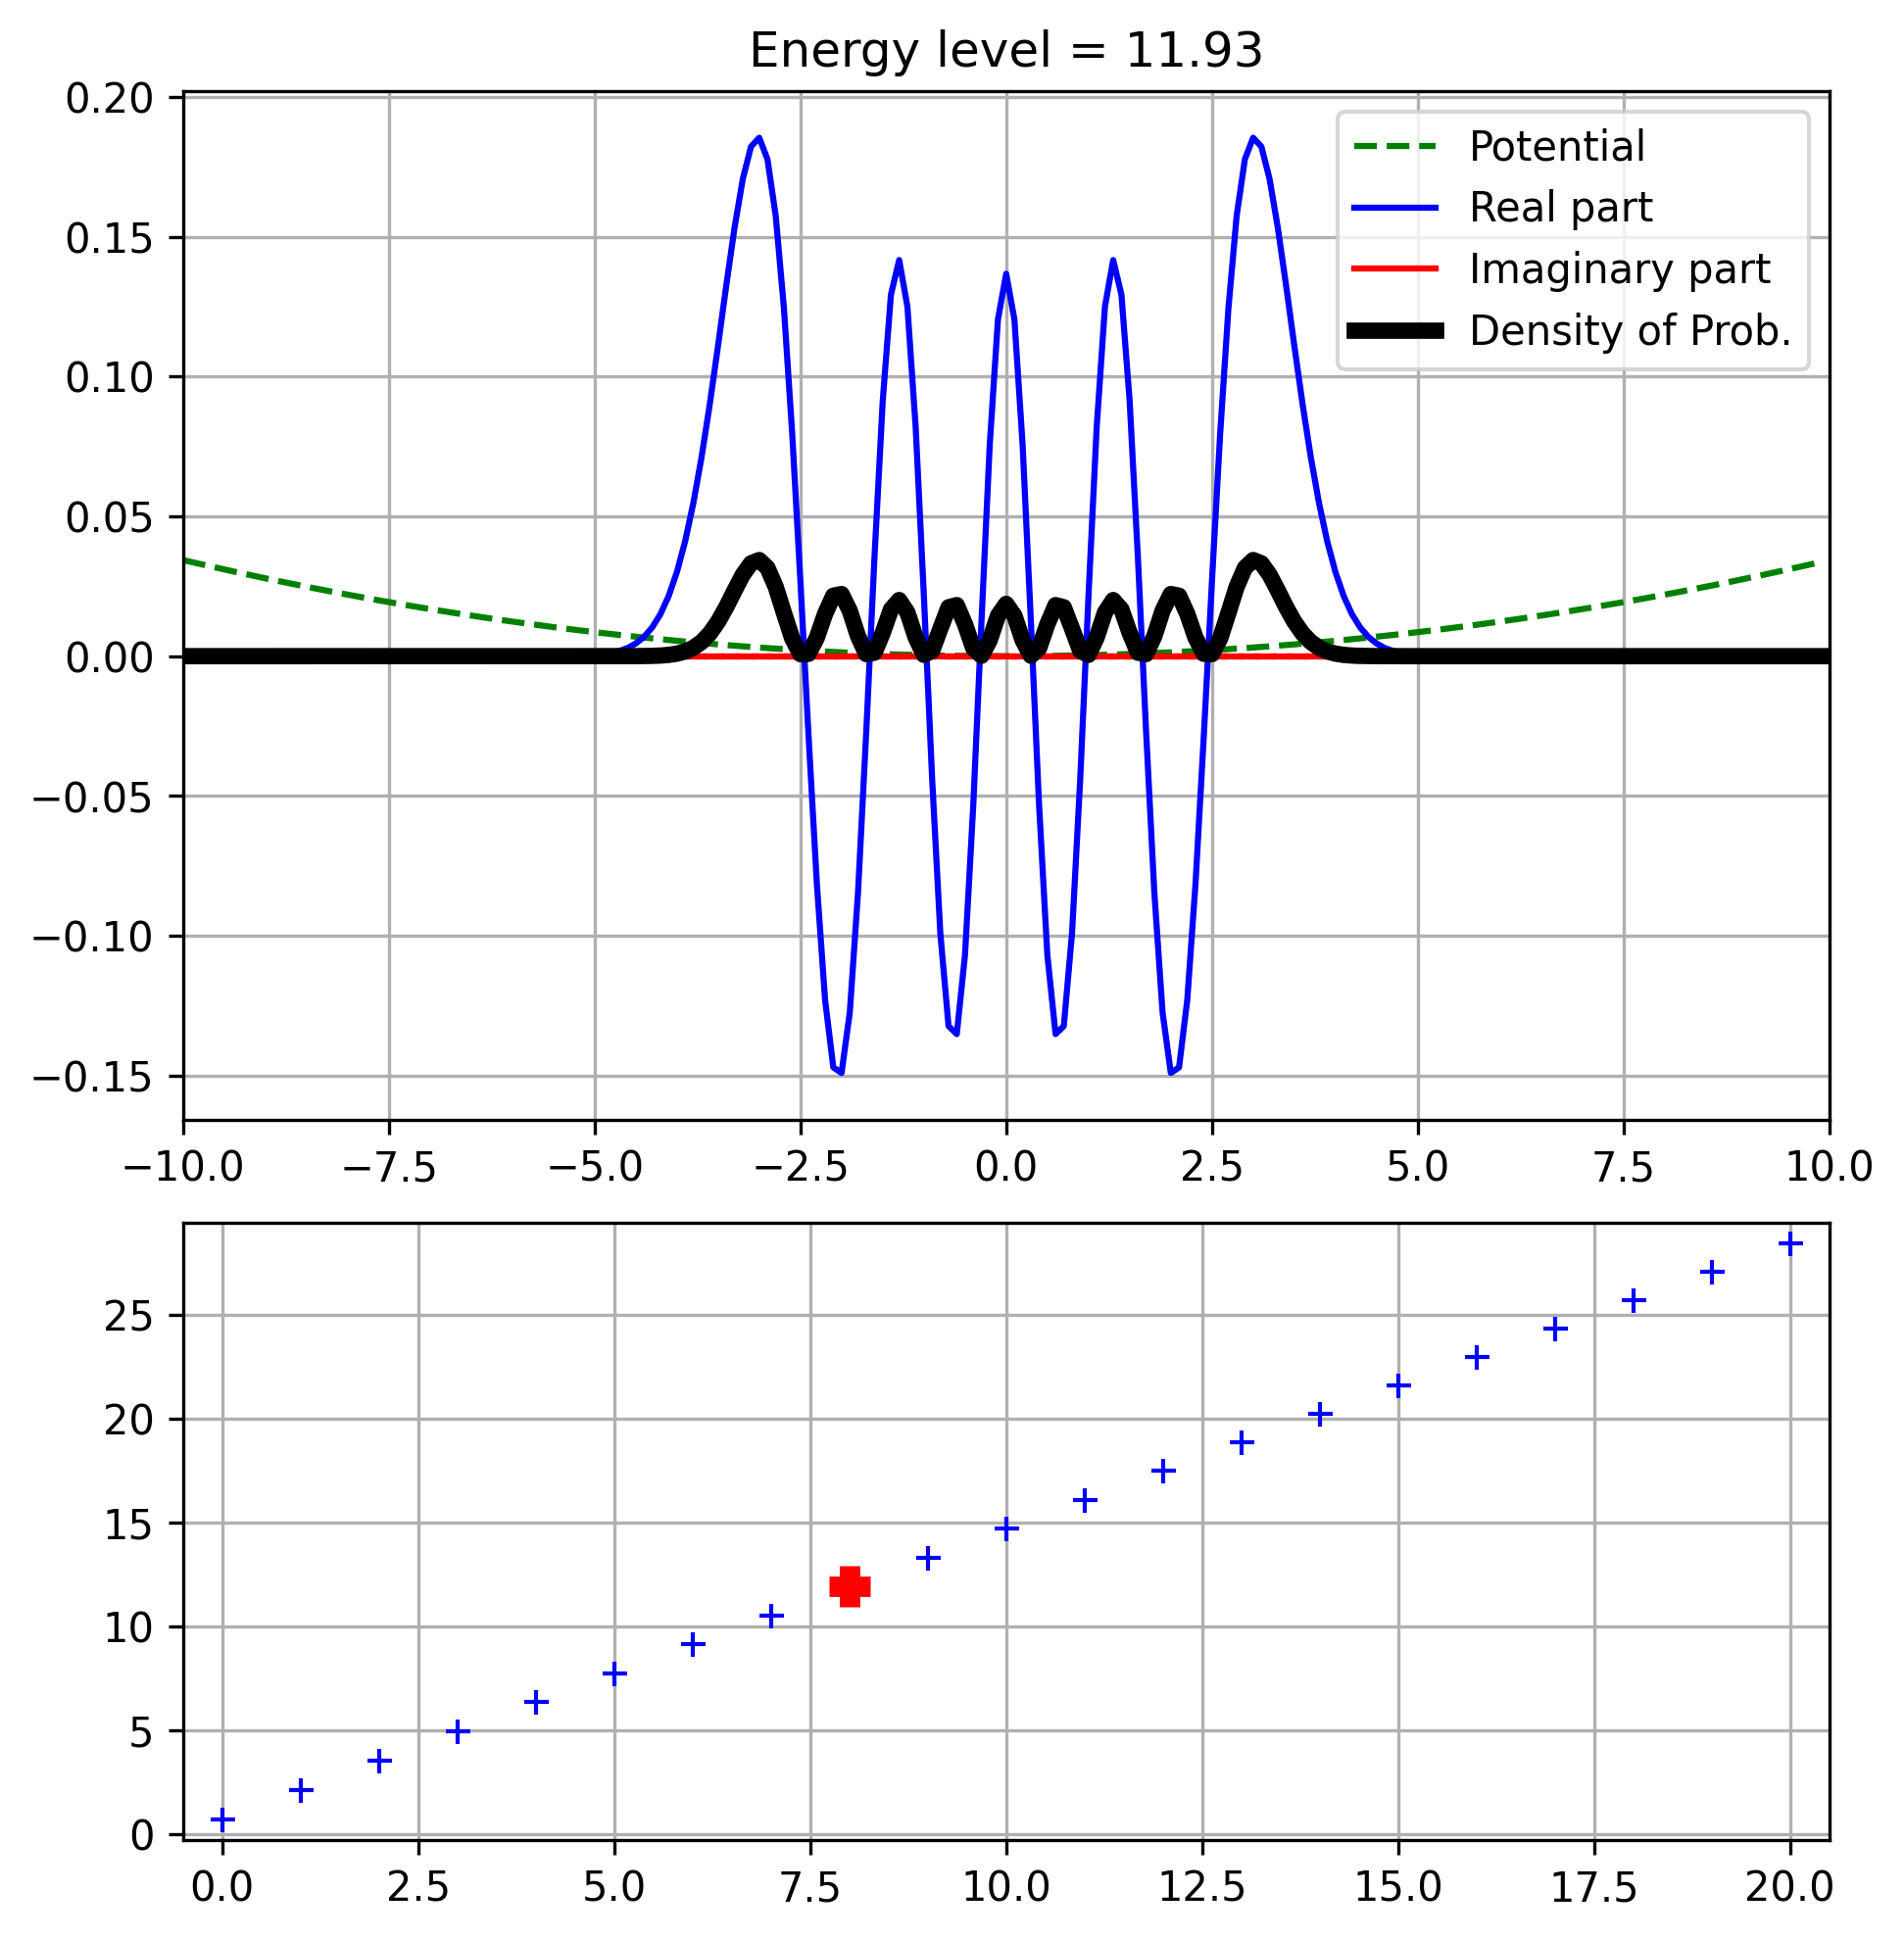 Energy level = 11.93
0.20
0.15
0.10
0.05
0.00
−0.05
−0.10
−0.15
Potential
Real part
Imaginary part
Density of Prob.
−10.0 −7.5 −5.0 −2.5 0.0 2.5 5.0 7.5 10.0
25
20
15
10
5
0
0.0 2.5 5.0 7.5 10.0 12.5 15.0 17.5 20.0